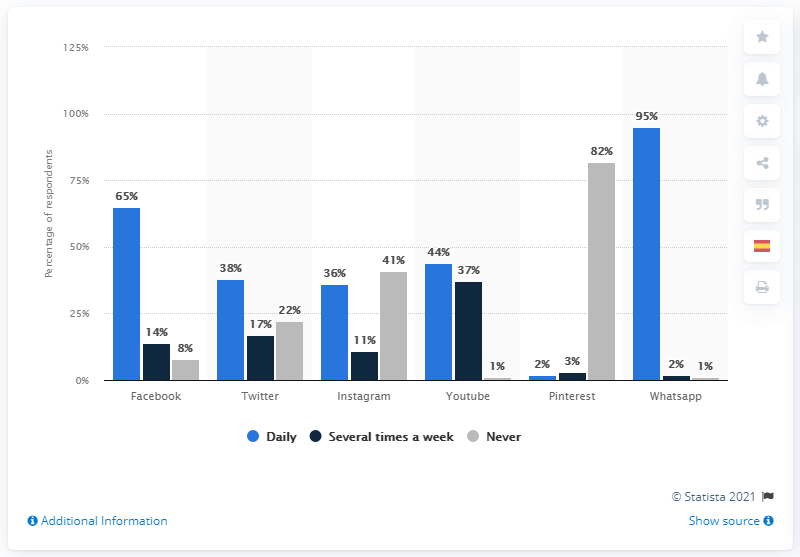 125%
100%
75%
50%
25%
0%
Percentage of respondents
65%
14%
8%
38%
17%
22%
36%
11%
41%
44%
37%
1%
2%
3%
82%
95%
2%
1%
Facebook
Twitter
Instagram
Youtube
Pinterest
Whatsapp
Daily
Several times a week
Never
© Statista 2021
Additional Information
Show source